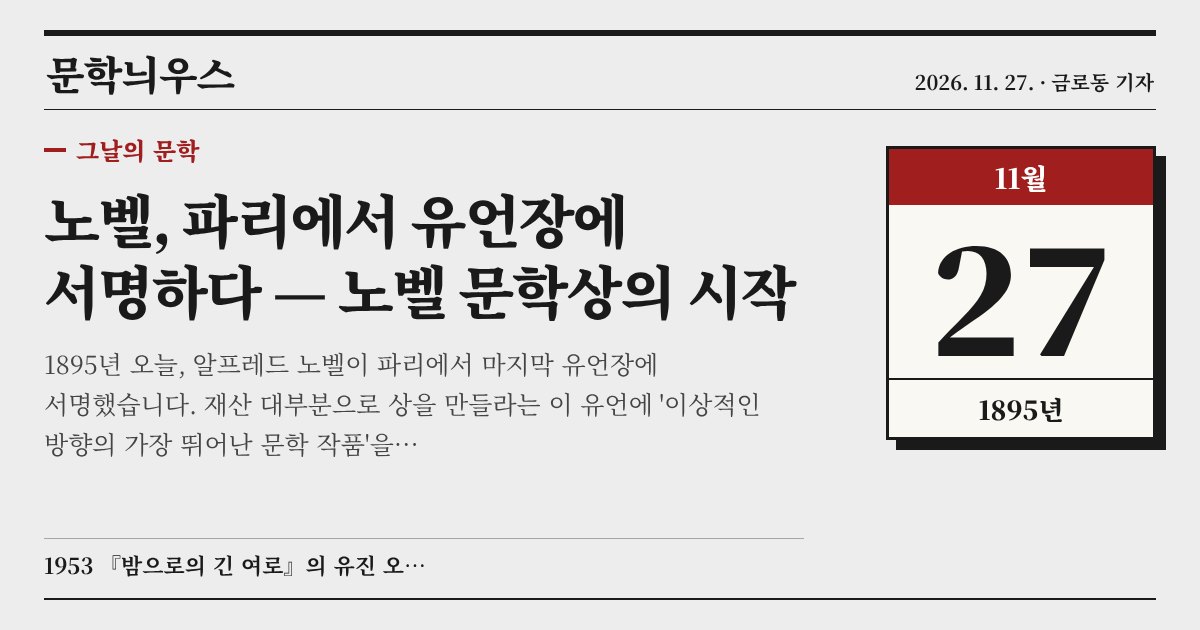 문학늬우스
2026. 11. 27. · 금로동 기자
그날의 문학
노벨, 파리에서 유언장에
서명하다 — 노벨 문학상의 시작
1895년 오늘, 알프레드 노벨이 파리에서 마지막 유언장에
서명했습니다. 재산 대부분으로 상을 만들라는 이 유언에 '이상적인
방향의 가장 뛰어난 문학 작품'을…
11월
27
1895년
1953 『밤으로의 긴 여로』의 유진 오…